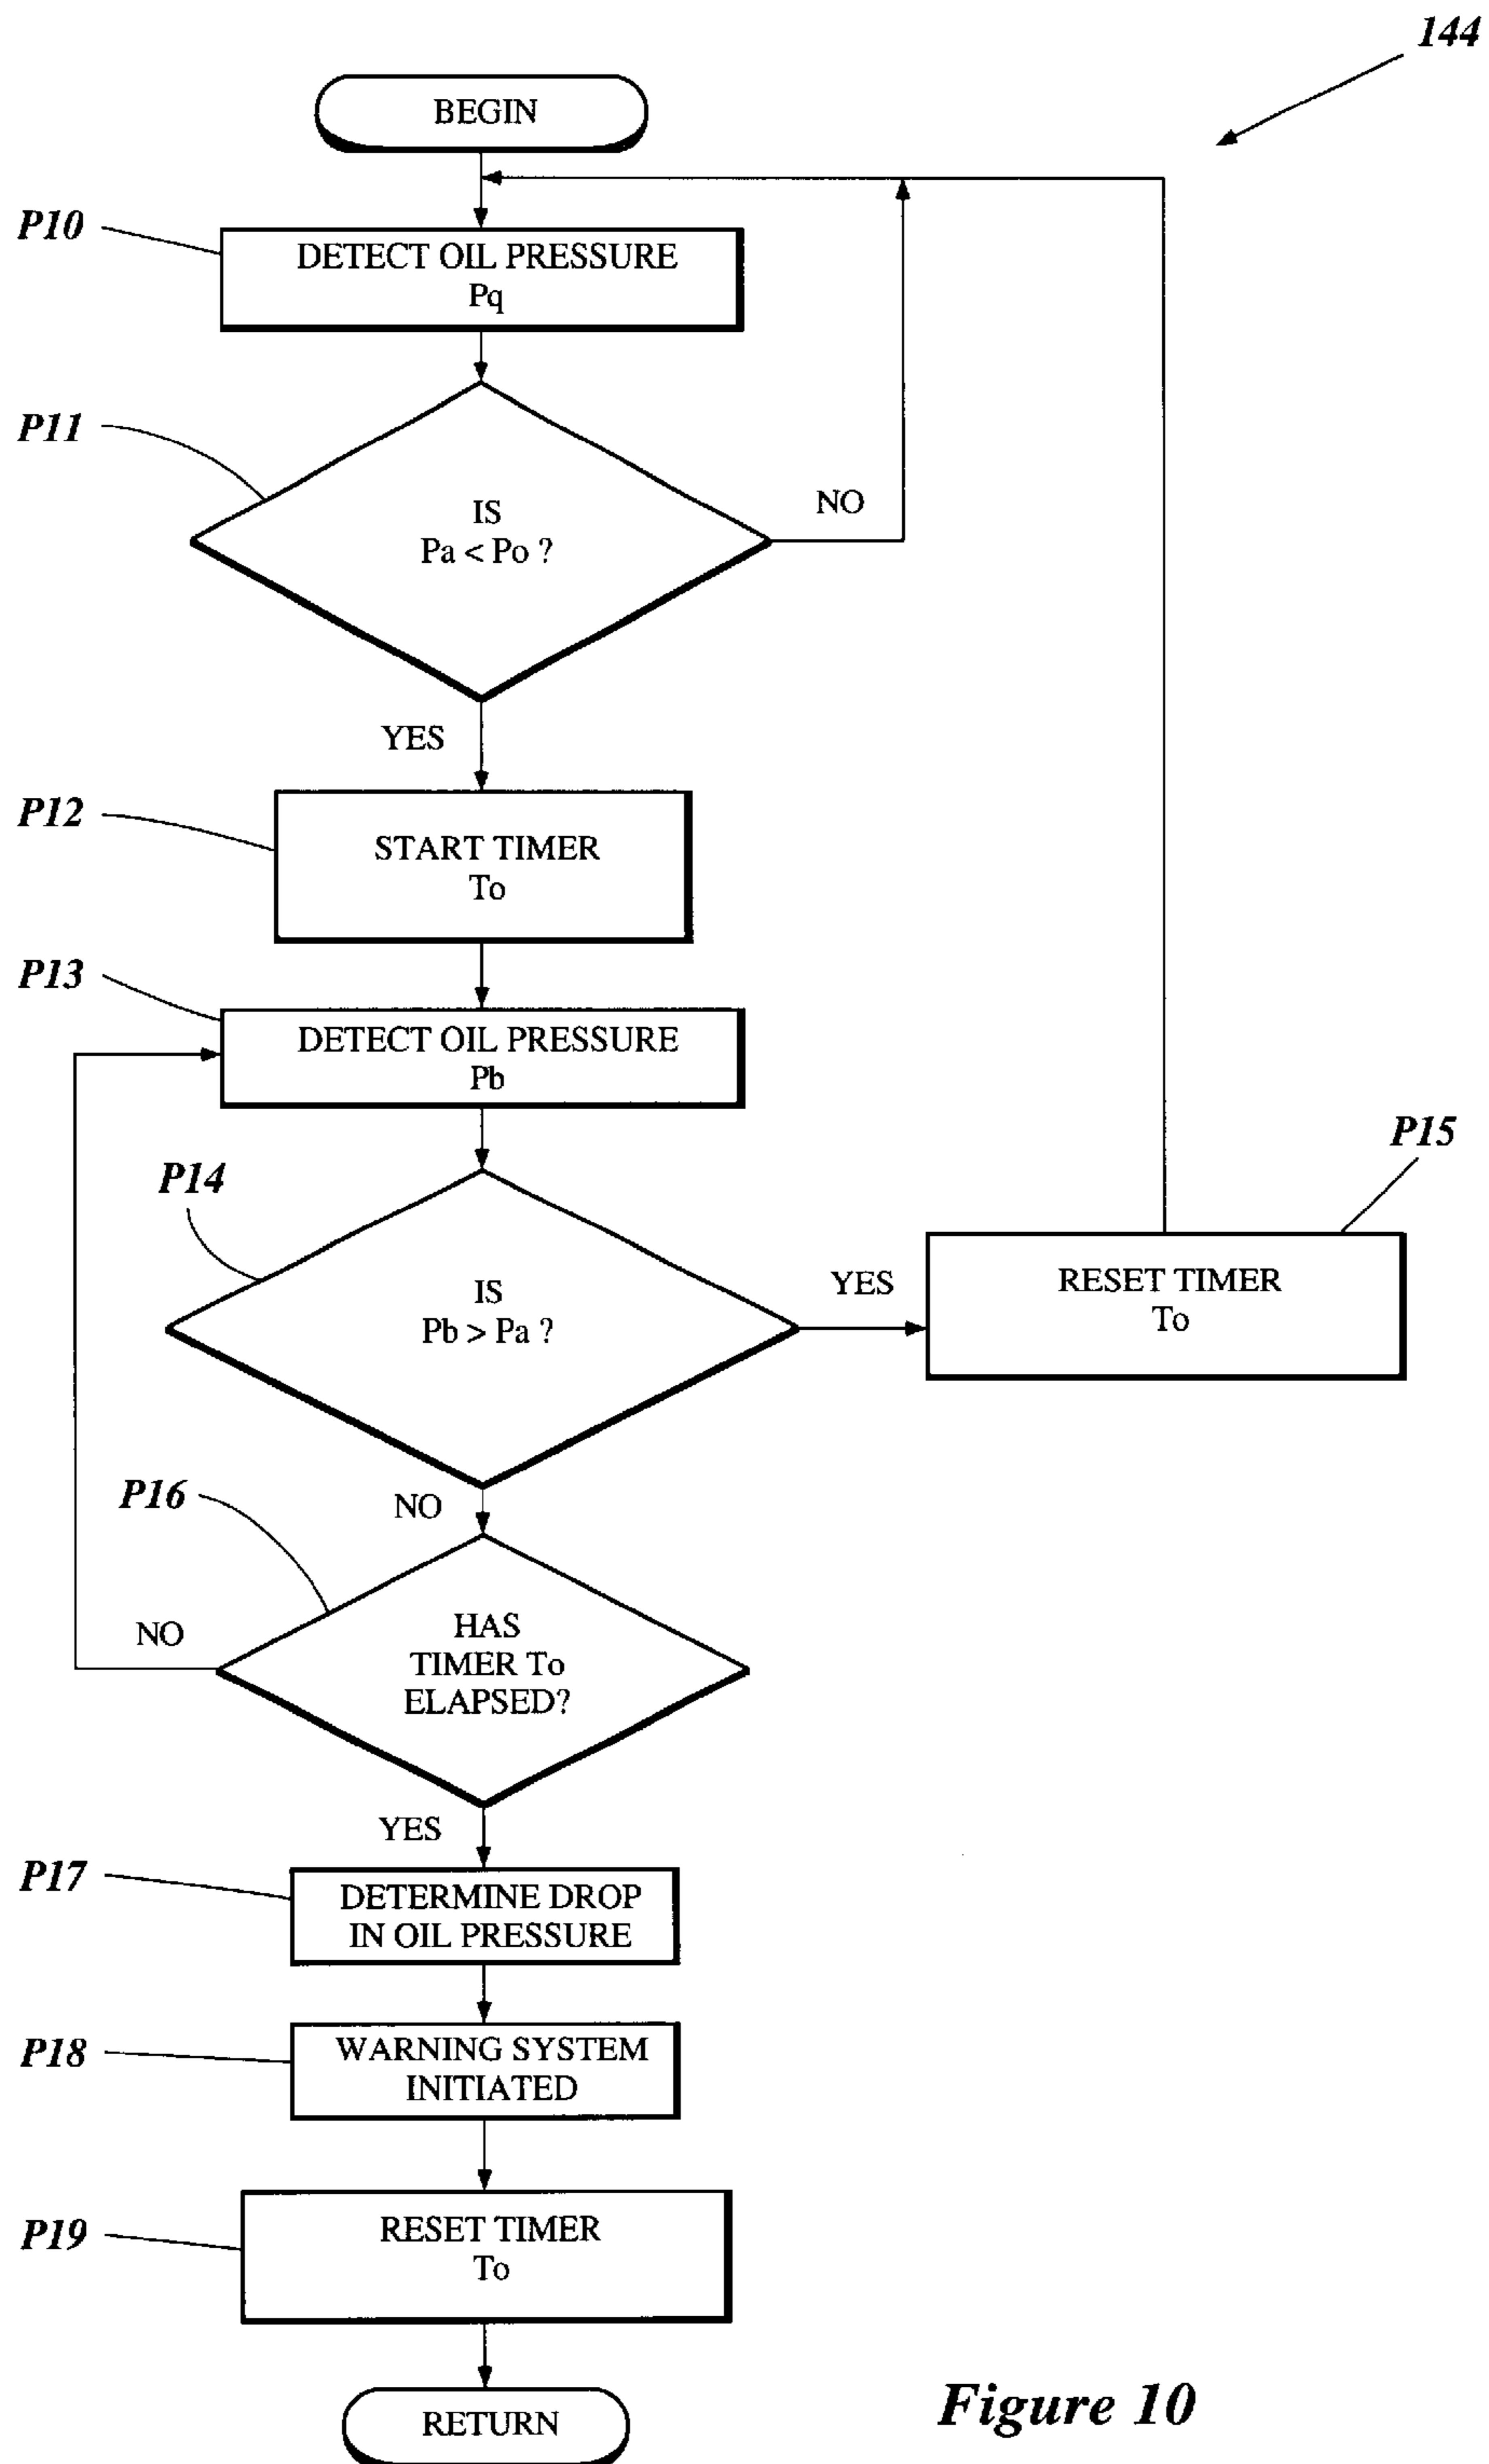 144
BEGIN
P10
DETECT OIL PRESSURE
Pq
P11
IS
Pa < Po ?
NO
YES
P12
START TIMER
To
P13
DETECT OIL PRESSURE
Pb
P14
IS
Pb > Pa ?
YES
P15
RESET TIMER
To
NO
P16
HAS
TIMER To
ELAPSED?
NO
YES
P17
DETERMINE DROP
IN OIL PRESSURE
P18
WARNING SYSTEM
INITIATED
P19
RESET TIMER
To
RETURN
Figure 10